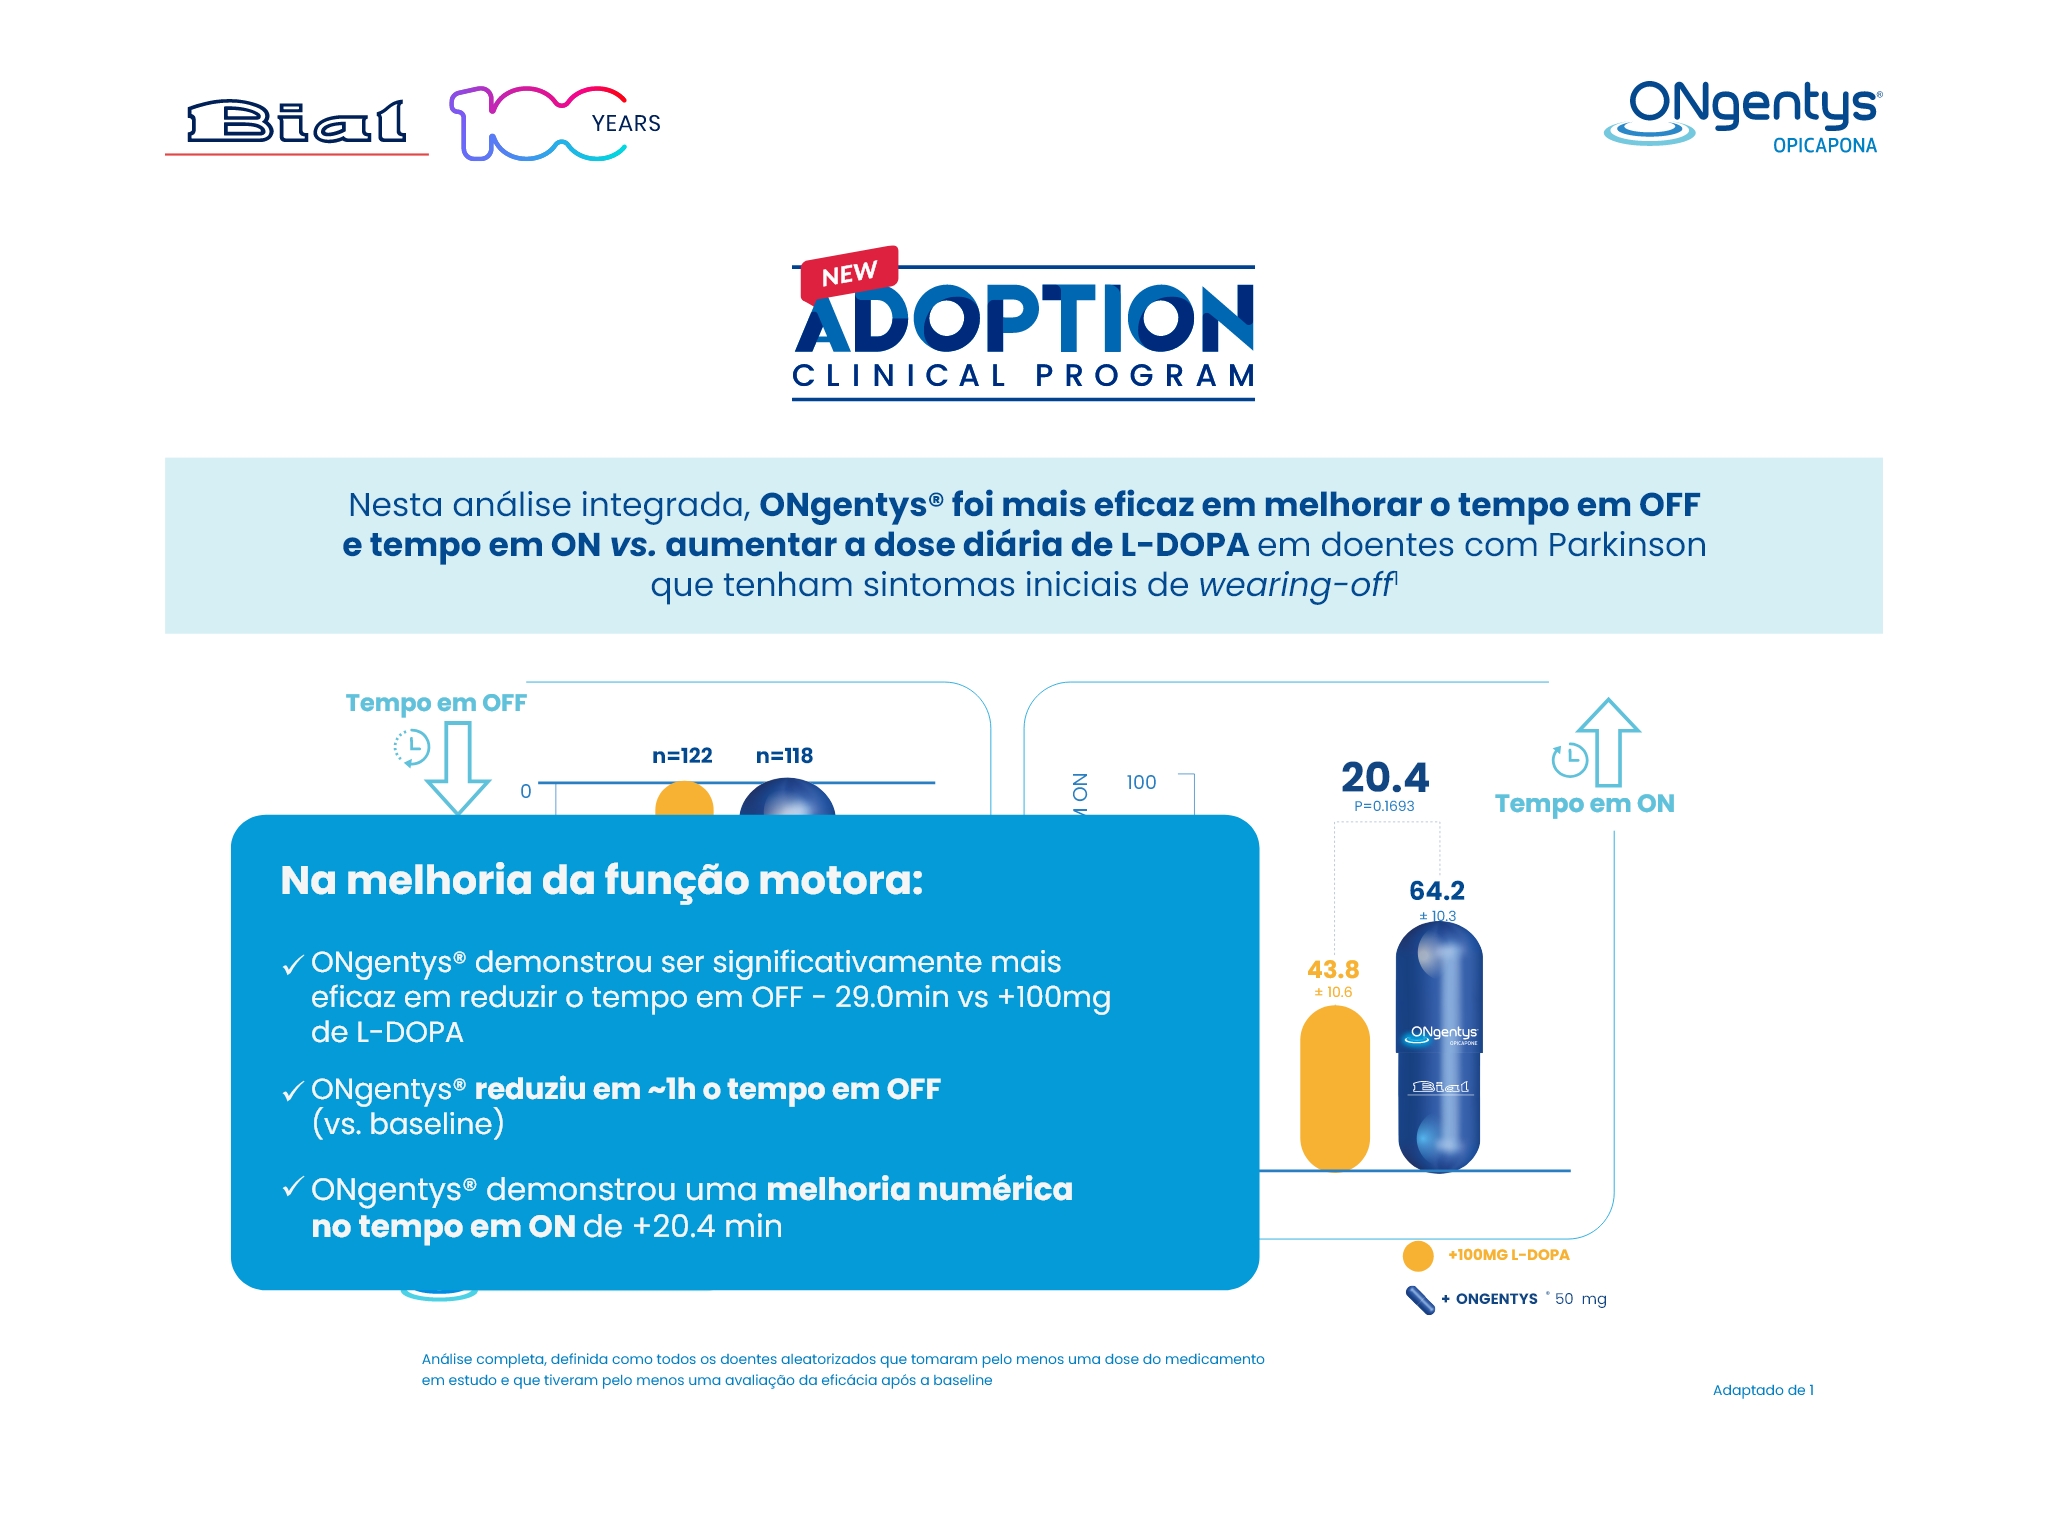 Bial
100 YEARS
ONgentys®
OPICAPONA
NEW
ADOPTION
CLINICAL PROGRAM
Nesta análise integrada, ONgentys® foi mais eficaz em melhorar o tempo em OFF
e tempo em ON vs. aumentar a dose diária de L-DOPA em doentes com Parkinson
que tenham sintomas iniciais de wearing-off¹
Tempo em OFF
n=122 n=118
0
ON
100
20.4
P=0.1693
Tempo em ON
64.2
± 10.3
43.8
± 10.6
ONgentys
OPICAPONE
Bial
Na melhoria da função motora:
✓ ONgentys® demonstrou ser significativamente mais
eficaz em reduzir o tempo em OFF - 29.0min vs +100mg
de L-DOPA
✓ ONgentys® reduziu em ~1h o tempo em OFF
(vs. baseline)
✓ ONgentys® demonstrou uma melhoria numérica
no tempo em ON de +20.4 min
+100MG L-DOPA
+ ONGENTYS ® 50 mg
Análise completa, definida como todos os doentes aleatorizados que tomaram pelo menos uma dose do medicamento
em estudo e que tiveram pelo menos uma avaliação da eficácia após a baseline
Adaptado de 1